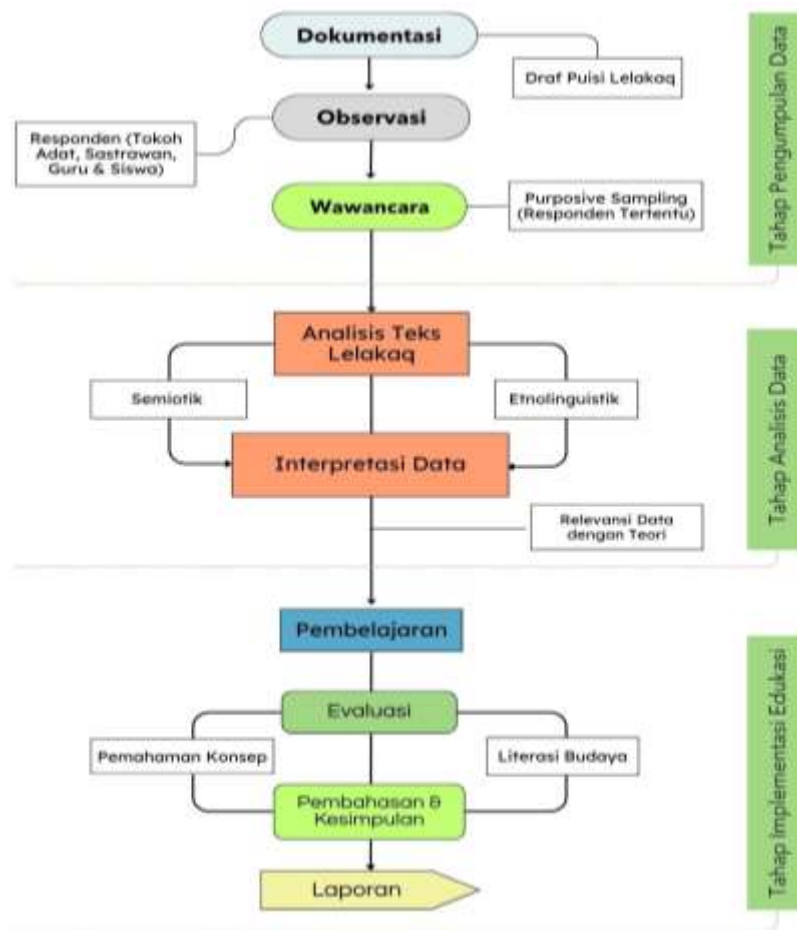 Dokumentasi
Draf Puisi Lelakaq
Observasi
Responden (Tokoh
Adat, Sastrawan,
Guru & Siswa)
Wawancara
Purposive Sampling
(Responden Tertentu)
Tahap Pengumpulan Data
Analisis Teks
Lelakaq
Semiotik
Etnolinguistik
Interpretasi Data
Relevansi Data
dengan Teori
Tahap Analisis Data
Pembelajaran
Evaluasi
Pemahaman Konsep
Literasi Budaya
Pembahasan &
Kesimpulan
Laporan
Tahap Implementasi Edukasi